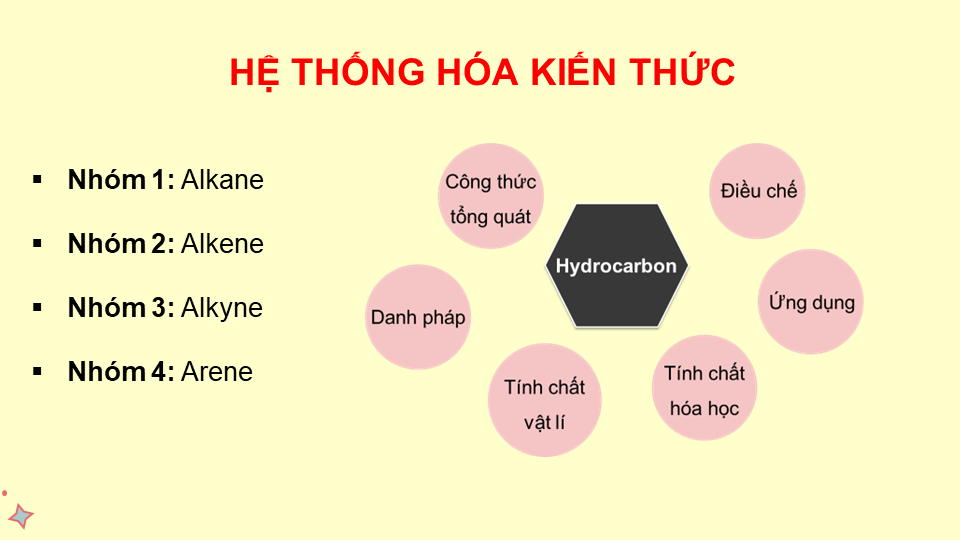 HỆ THỐNG HÓA KIẾN THỨC
▪ Nhóm 1: Alkane
▪ Nhóm 2: Alkene
▪ Nhóm 3: Alkyne
▪ Nhóm 4: Arene
Công thức
tổng quát
Điều chế
Hydrocarbon
Danh pháp
Ứng dụng
Tính chất
vật lí
Tính chất
hóa học